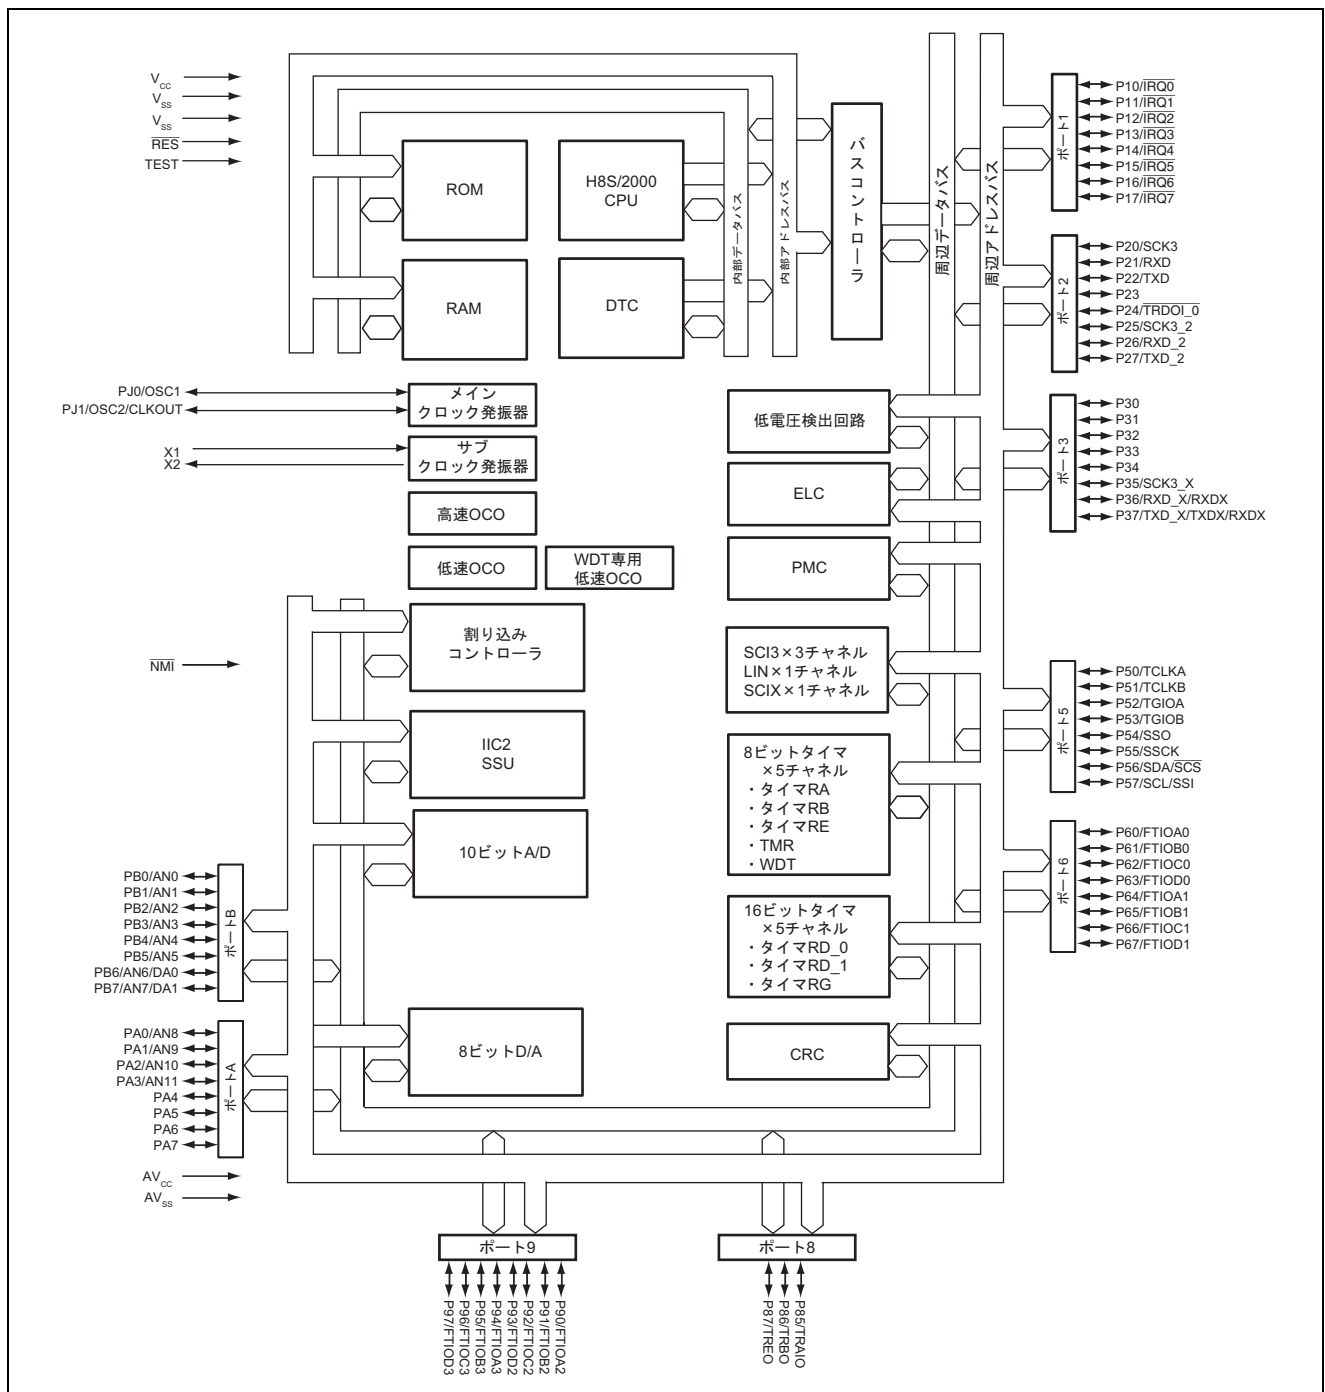 V_CC
V_SS
V_SS
RES
TEST
ROM
H8S/2000
CPU
RAM
DTC
内部データバス
内部アドレスバス
バスコントローラ
周辺データバス
周辺アドレスバス
ポート1
P10/IRQ0
P11/IRQ1
P12/IRQ2
P13/IRQ3
P14/IRQ4
P15/IRQ5
P16/IRQ6
P17/IRQ7
ポート2
P20/SCK3
P21/RXD
P22/TXD
P23
P24/TRDOI_0
P25/SCK3_2
P26/RXD_2
P27/TXD_2
PJ0/OSC1
PJ1/OSC2/CLKOUT
メイン
クロック発振器
X1
X2
サブ
クロック発振器
高速OCO
低速OCO
WDT専用
低速OCO
低電圧検出回路
ELC
PMC
ポート3
P30
P31
P32
P33
P34
P35/SCK3_X
P36/RXD_X/RXDX
P37/TXD_X/TXDX/RXDX
NMI
割り込み
コントローラ
IIC2
SSU
10ビットA/D
8ビットD/A
SCI3×3チャネル
LIN×1チャネル
SCIX×1チャネル
8ビットタイマ
×5チャネル
・タイマRA
・タイマRB
・タイマRE
・TMR
・WDT
16ビットタイマ
×5チャネル
・タイマRD_0
・タイマRD_1
・タイマRG
CRC
ポート5
P50/TCLKA
P51/TCLKB
P52/TGIOA
P53/TGIOB
P54/SSO
P55/SSCK
P56/SDA/SCS
P57/SCL/SSI
ポート6
P60/FTIOA0
P61/FTIOB0
P62/FTIOC0
P63/FTIOD0
P64/FTIOA1
P65/FTIOB1
P66/FTIOC1
P67/FTIOD1
PB0/AN0
PB1/AN1
PB2/AN2
PB3/AN3
PB4/AN4
PB5/AN5
PB6/AN6/DA0
PB7/AN7/DA1
ポートB
PA0/AN8
PA1/AN9
PA2/AN10
PA3/AN11
PA4
PA5
PA6
PA7
ポートA
AV_CC
AV_SS
ポート9
P97/FTIOD3
P96/FTIOC3
P95/FTIOB3
P94/FTIOA3
P93/FTIOD2
P92/FTIOC2
P91/FTIOB2
P90/FTIOA2
ポート8
P87/TREO
P86/TRBO
P85/TRAIO